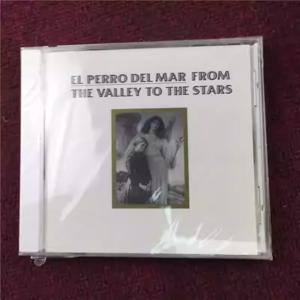 EL PERRO DEL MAR FROM
THE VALLEY TO THE STARS